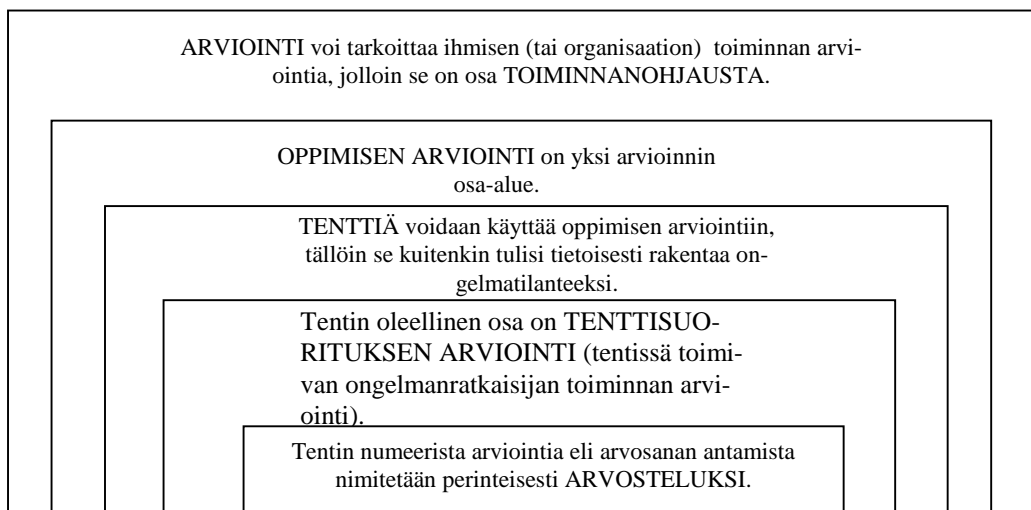 ARVIOINTI voi tarkoittaa ihmisen (tai organisaation) toiminnan arvi-
ointia, jolloin se on osa TOIMINNANOHJAUSTA.
OPPIMISEN ARVIOINTI on yksi arvioinnin
osa-alue.
TENTTIÄ voidaan käyttää oppimisen arviointiin,
tällöin se kuitenkin tulisi tietoisesti rakentaa on-
gelmatilanteeksi.
Tentin oleellinen osa on TENTTISUO-
RITUKSEN ARVIOINTI (tentissä toimi-
van ongelmanratkaisijan toiminnan arvi-
ointi).
Tentin numeerista arviointia eli arvosanan antamista
nimitetään perinteisesti ARVOSTELUKSI.